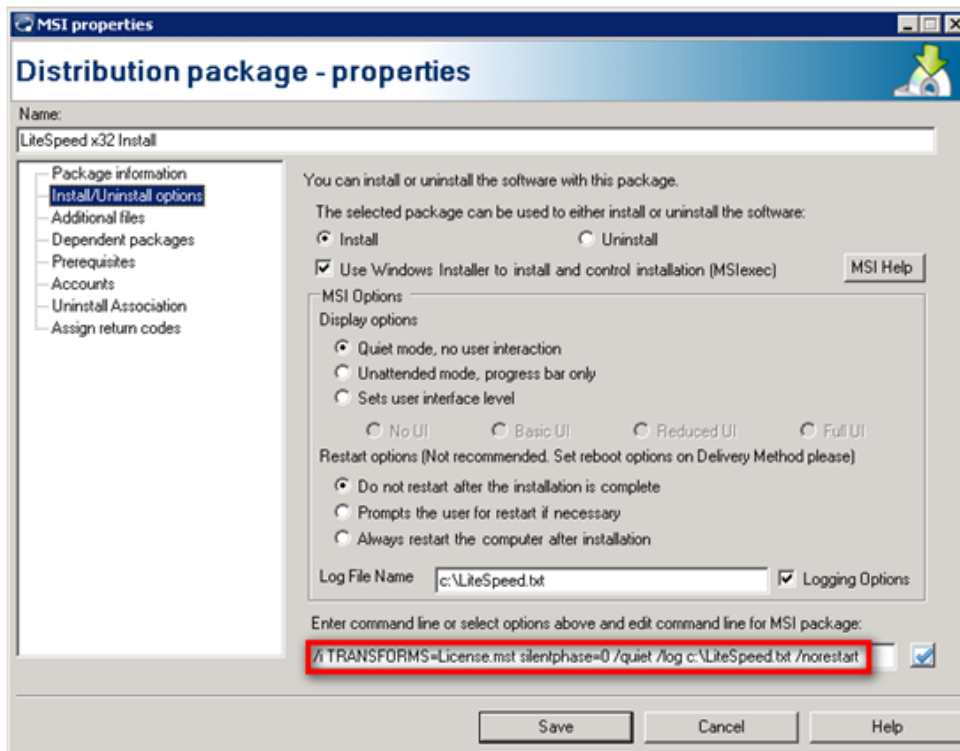 MSI properties
Distribution package - properties
Name:
LiteSpeed x32 Install
Package information
Install/Uninstall options
Additional files
Dependent packages
Prerequisites
Accounts
Uninstall Association
Assign return codes
You can install or uninstall the software with this package.
The selected package can be used to either install or uninstall the software:
Install Uninstall
Use Windows Installer to install and control installation (MSIexec) MSI Help
MSI Options
Display options
Quiet mode, no user interaction
Unattended mode, progress bar only
Sets user interface level
No UI Basic UI Reduced UI Full UI
Restart options (Not recommended. Set reboot options on Delivery Method please)
Do not restart after the installation is complete
Prompts the user for restart if necessary
Always restart the computer after installation
Log File Name c:\LiteSpeed.txt Logging Options
Enter command line or select options above and edit command line for MSI package:
/i TRANSFORMS=License.mst silentphase=0 /quiet /log c:\LiteSpeed.txt /norestart
Save Cancel Help